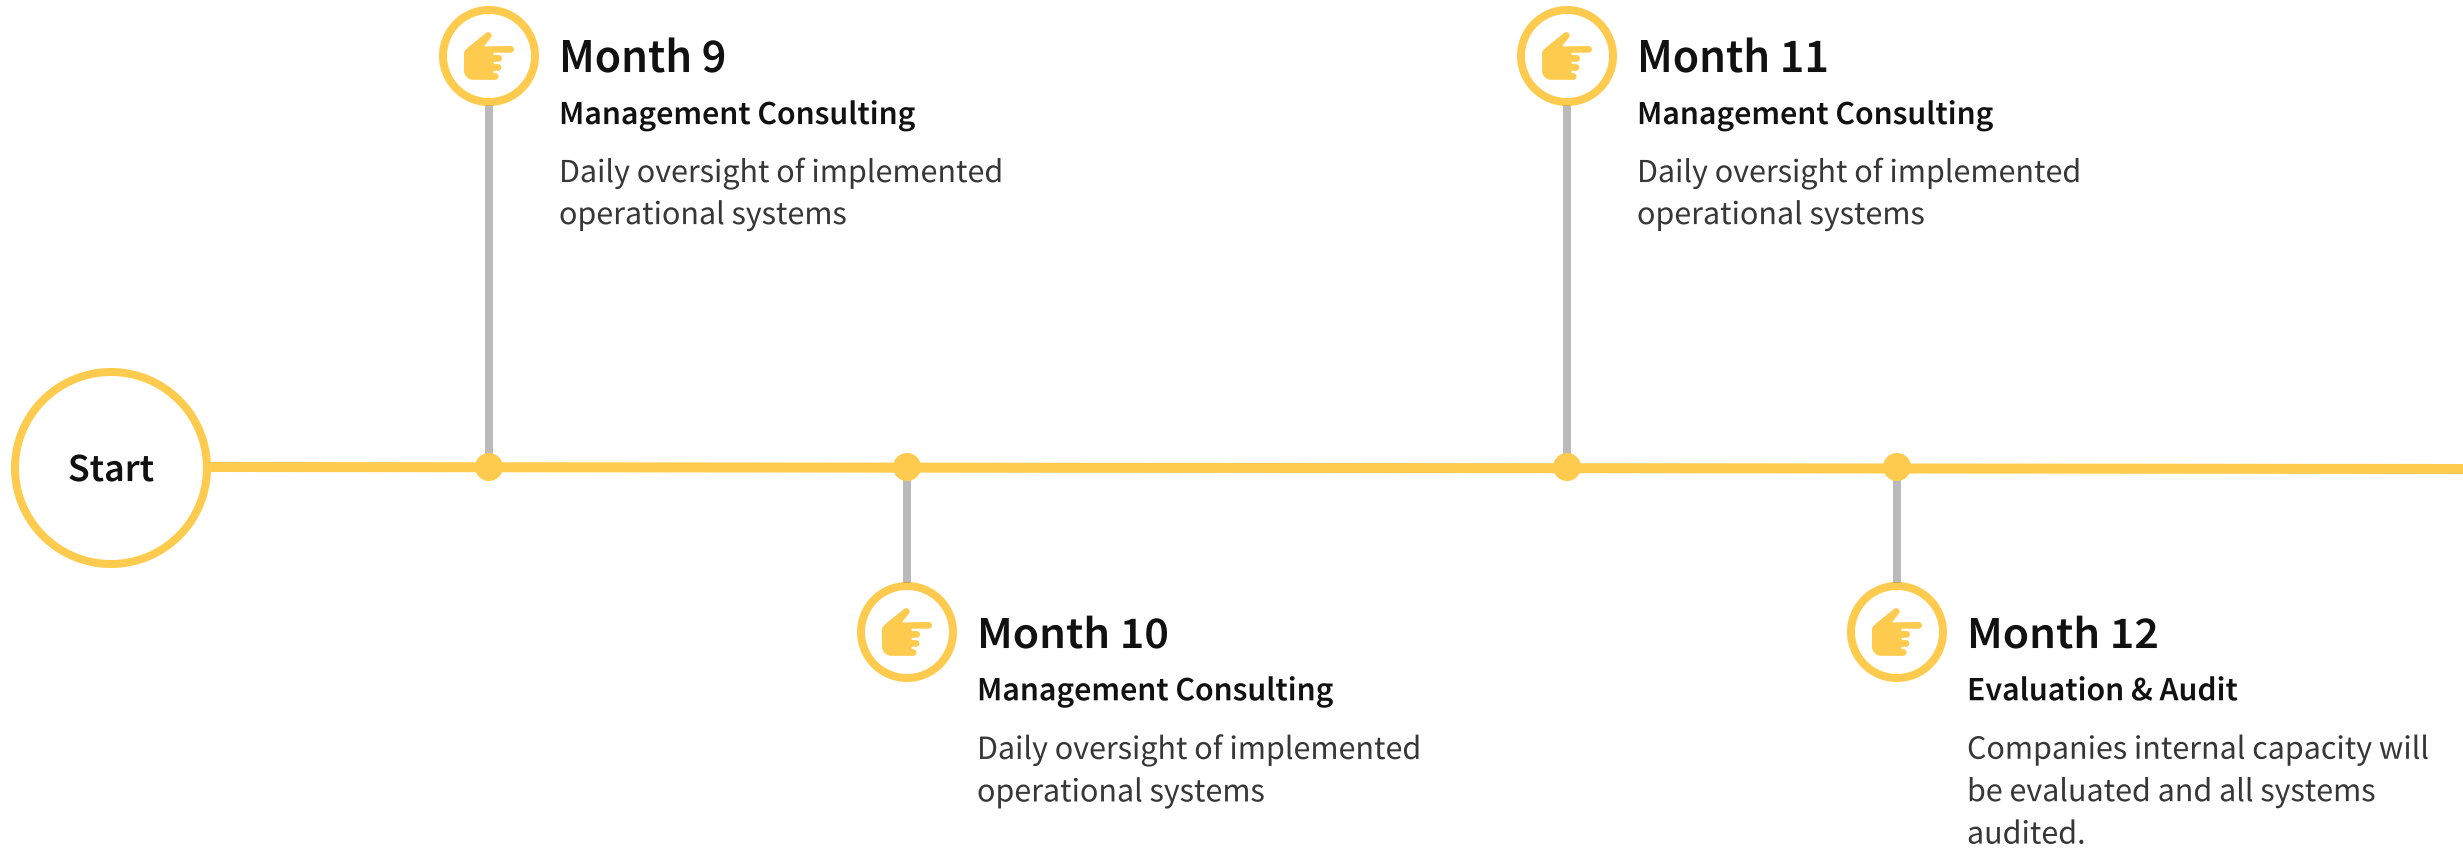 Month 9
Management Consulting
Daily oversight of implemented
operational systems
Month 11
Management Consulting
Daily oversight of implemented
operational systems
Start
Month 10
Management Consulting
Daily oversight of implemented
operational systems
Month 12
Evaluation & Audit
Companies internal capacity will
be evaluated and all systems
audited.